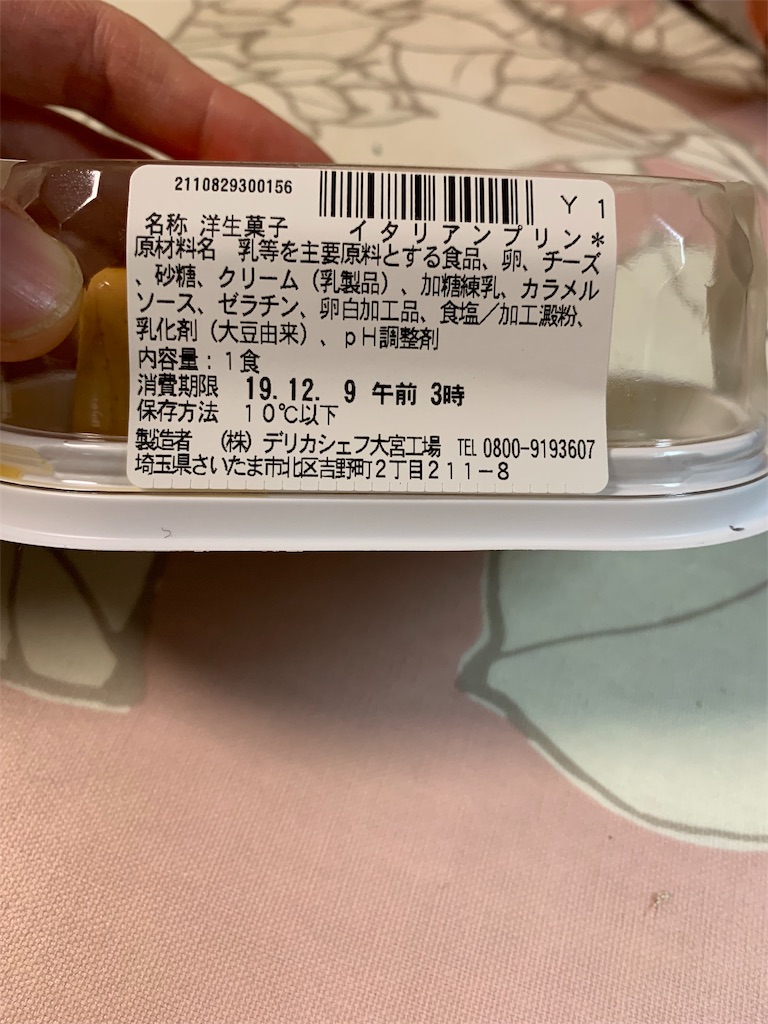 2110829300156
Y 1
名称 洋生菓子 イタリアンプリン*
原材料名 乳等を主要原料とする食品、卵、チーズ
、砂糖、クリーム（乳製品）、加糖練乳、カラメル
ソース、ゼラチン、卵白加工品、食塩／加工澱粉、
乳化剤（大豆由来）、ｐＨ調整剤
内容量：１食
消費期限 19.12. 9 午前 3時
保存方法 １０℃以下
製造者 （株）デリカシェフ大宮工場 TEL 0800-9193607
埼玉県さいたま市北区吉野町２丁目２１１－８